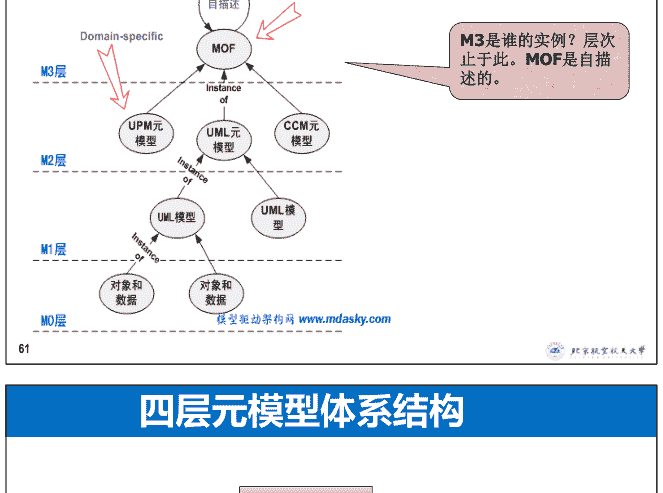 自描述
Domain-specific
MOF
M3是谁的实例？层次
止于此。MOF是自描
述的。
M3层
Instance
of
UPM元
模型
UML元
模型
CCM元
模型
M2层
Instance
of
UML模型
UML模
型
M1层
Instance
of
对象和
数据
对象和
数据
M0层
模型驱动架构网 www.mdasky.com
61
北京航空航天大学
四层元模型体系结构